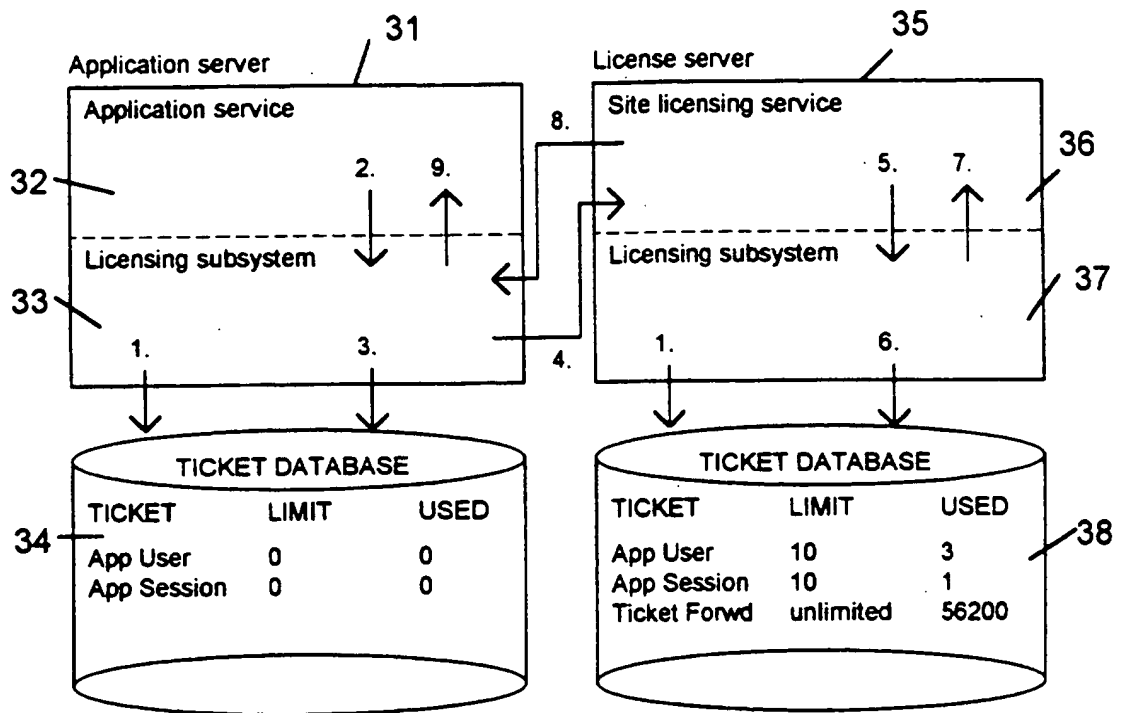 31
35
Application server
License server
Application service
Site licensing service
8.
32
2.
9.
5.
7.
36
Licensing subsystem
Licensing subsystem
33
37
1.
3.
4.
1.
6.
TICKET DATABASE
TICKET DATABASE
TICKET LIMIT USED
TICKET LIMIT USED
34
38
App User 0 0
App User 10 3
App Session 0 0
App Session 10 1
Ticket Forwd unlimited 56200